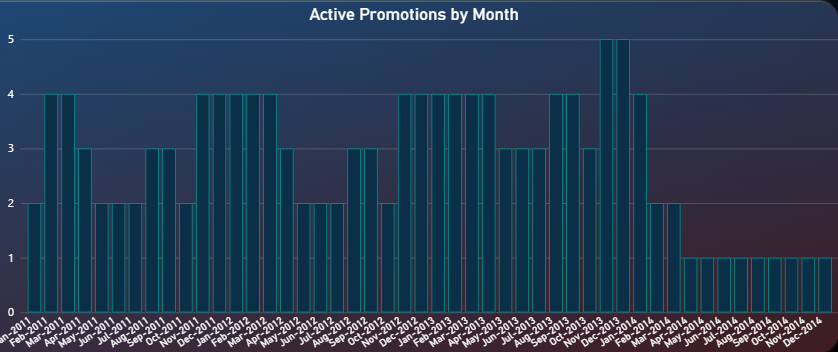 Active Promotions by Month
5
4
3
2
1
0
an-2011
Feb-2011
Mar-2011
Apr-2011
May-2011
Jun-2011
Jul-2011
Aug-2011
Sep-2011
Oct-2011
Nov-2011
Dec-2011
Jan-2012
Feb-2012
Mar-2012
Apr-2012
May-2012
Jun-2012
Jul-2012
Aug-2012
Sep-2012
Oct-2012
Nov-2012
Dec-2012
Jan-2013
Feb-2013
Mar-2013
Apr-2013
May-2013
Jun-2013
Jul-2013
Aug-2013
Sep-2013
Oct-2013
Nov-2013
Dec-2013
Jan-2014
Feb-2014
Mar-2014
Apr-2014
May-2014
Jun-2014
Jul-2014
Aug-2014
Sep-2014
Oct-2014
Nov-2014
Dec-2014